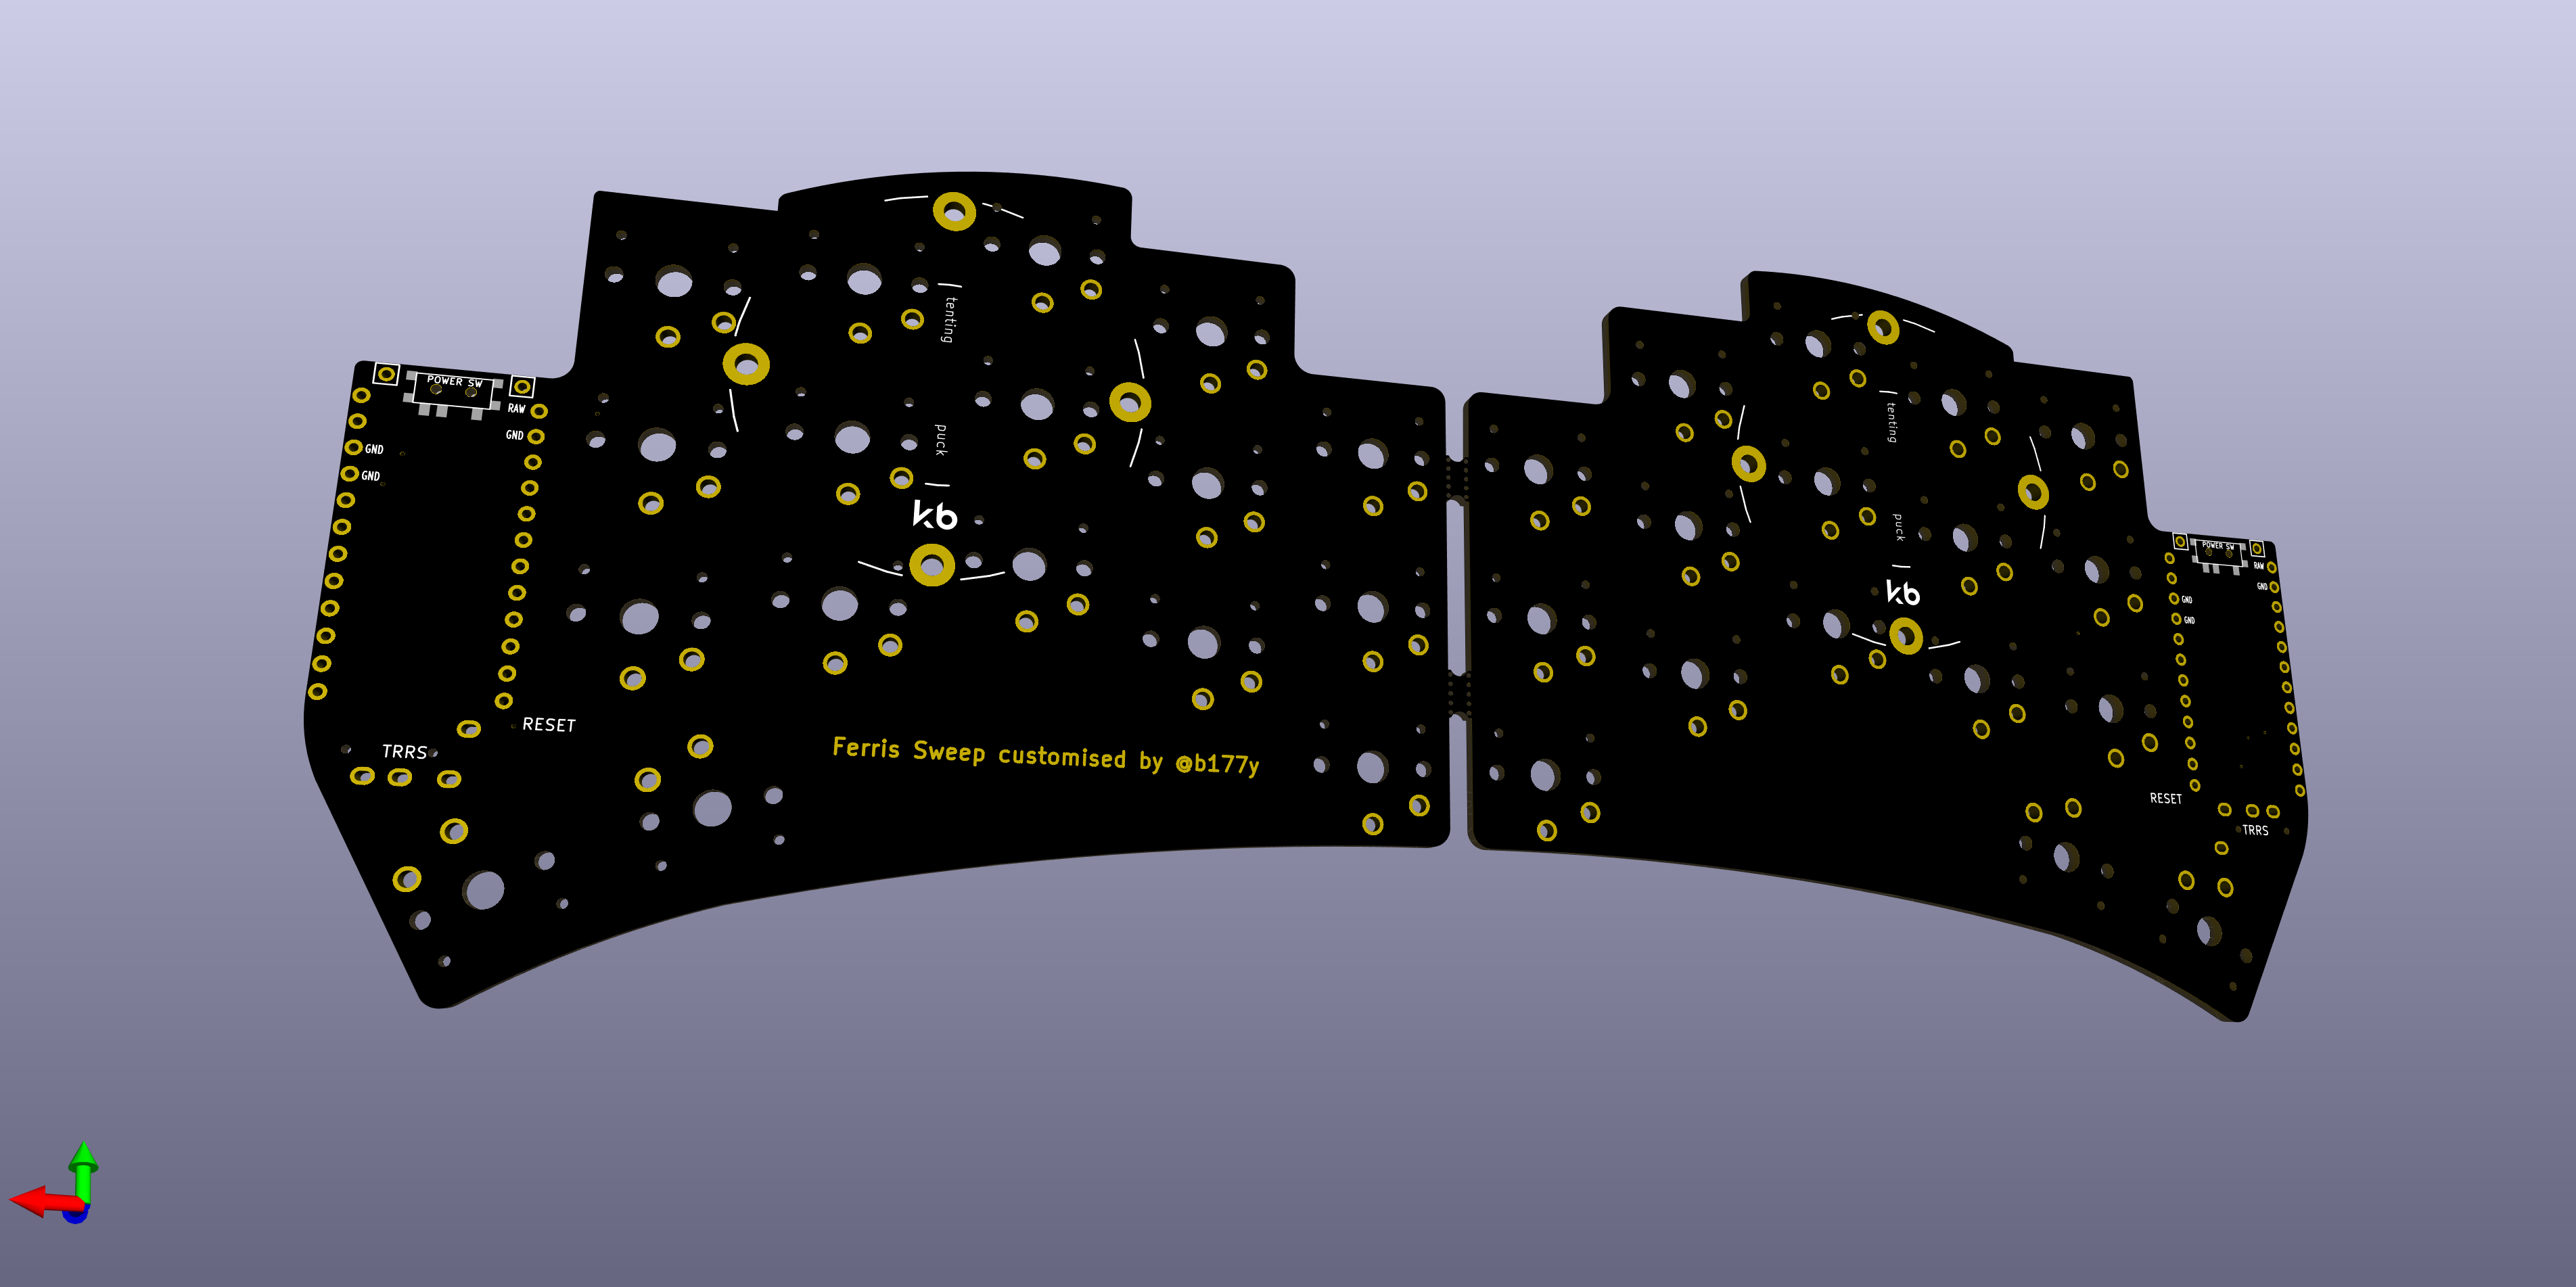 POWER SW
RAW
GND
GND
GND
tenting
puck
kb
RESET
TRRS
Ferris Sweep customised by @b177y
tenting
puck
kb
POWER SW
RAW
GND
GND
GND
RESET
TRRS